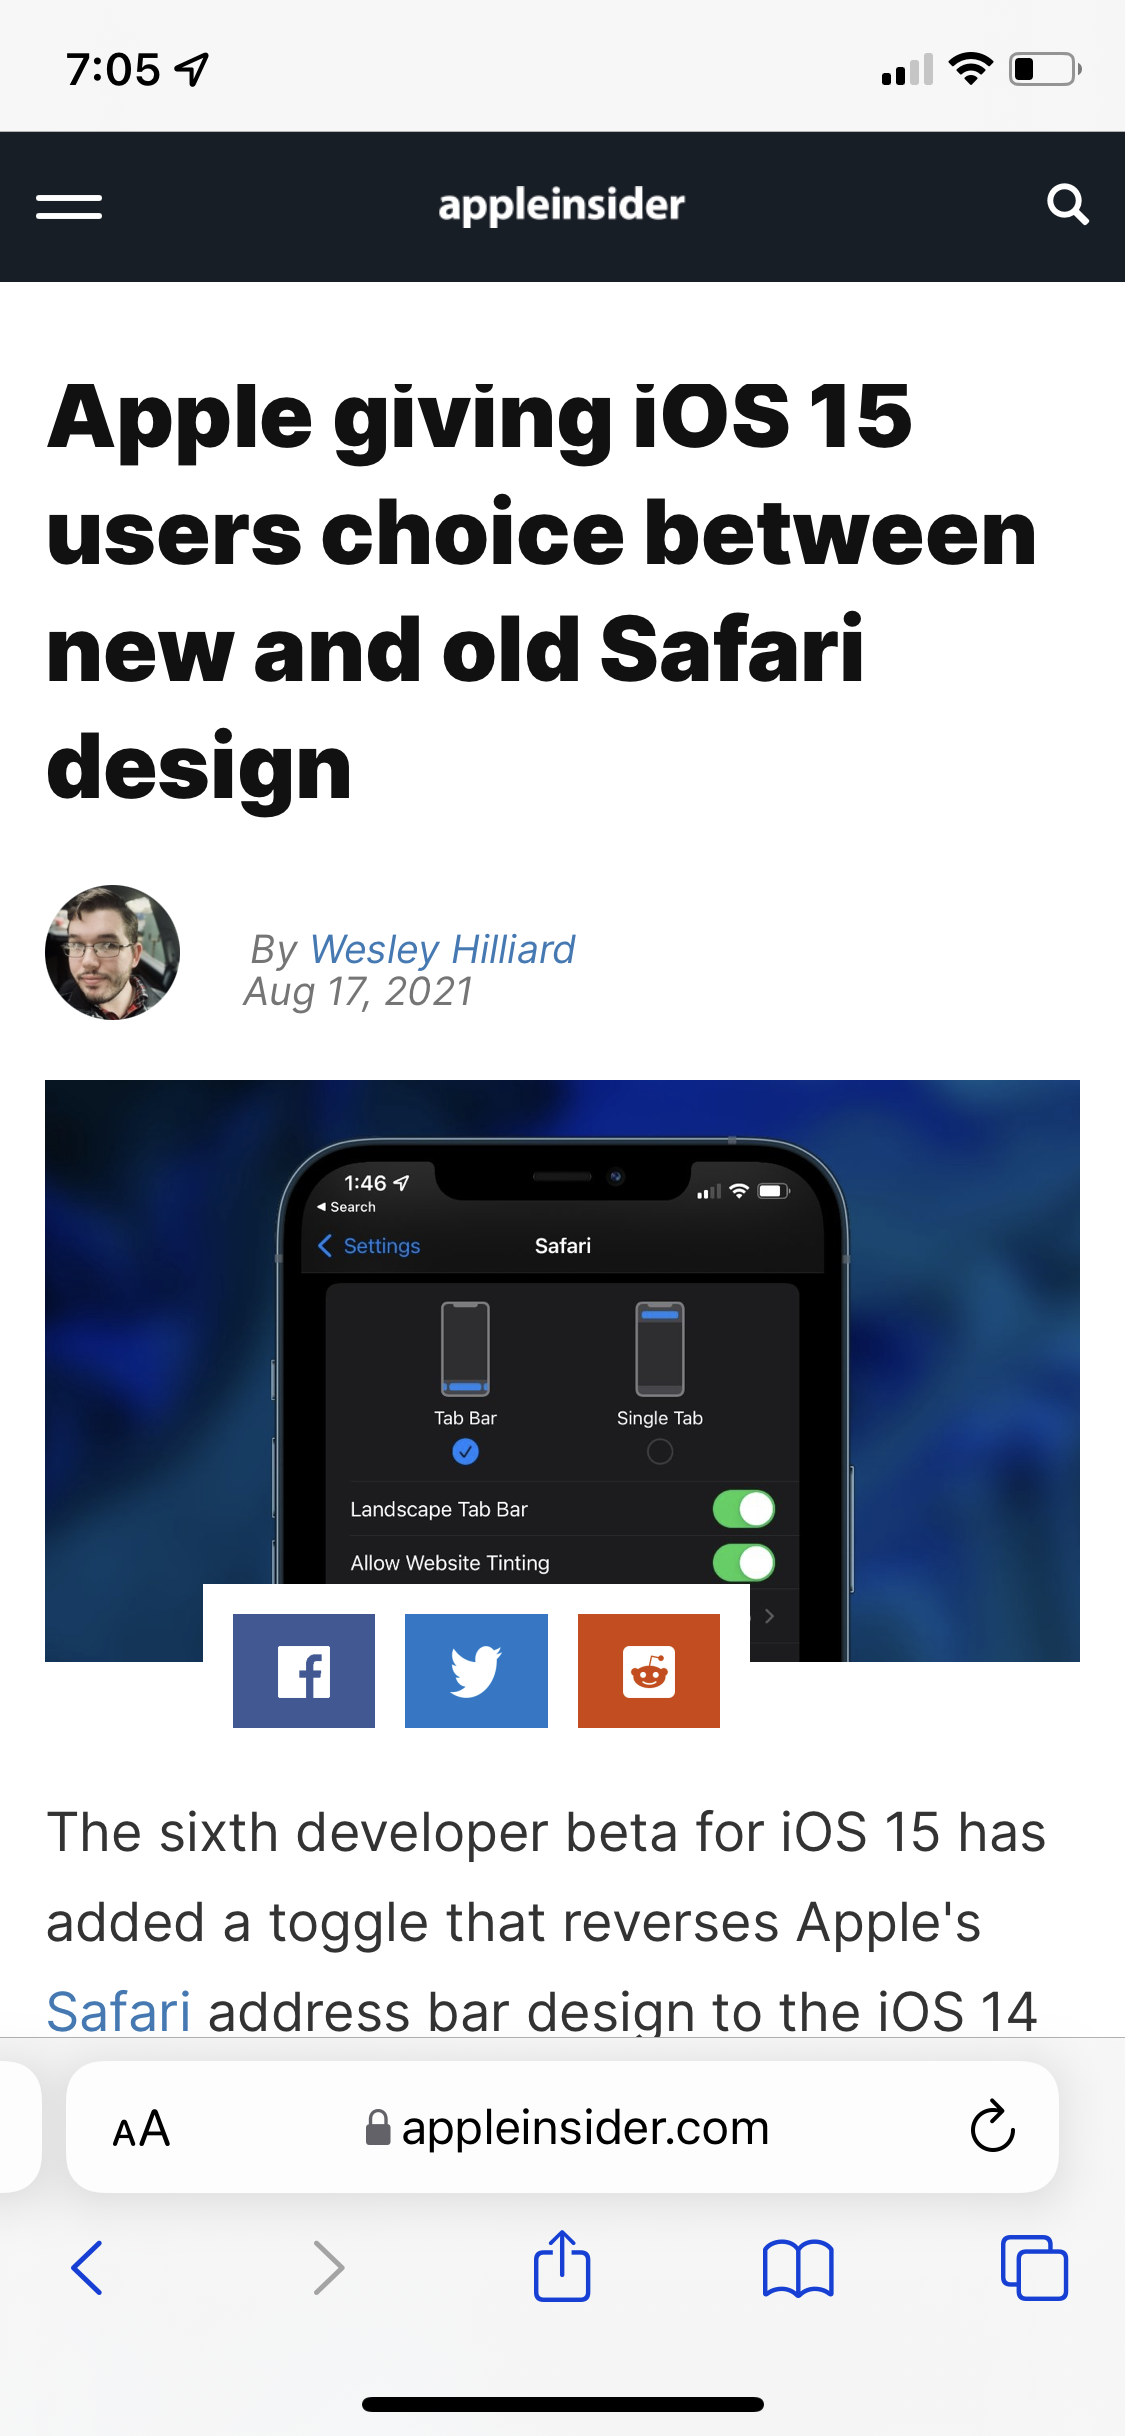 7:05
appleinsider
Apple giving iOS 15
users choice between
new and old Safari
design
By Wesley Hilliard
Aug 17, 2021
1:46
Search
Settings
Safari
Tab Bar
Single Tab
Landscape Tab Bar
Allow Website Tinting
The sixth developer beta for iOS 15 has
added a toggle that reverses Apple's
Safari address bar design to the iOS 14
AA
appleinsider.com